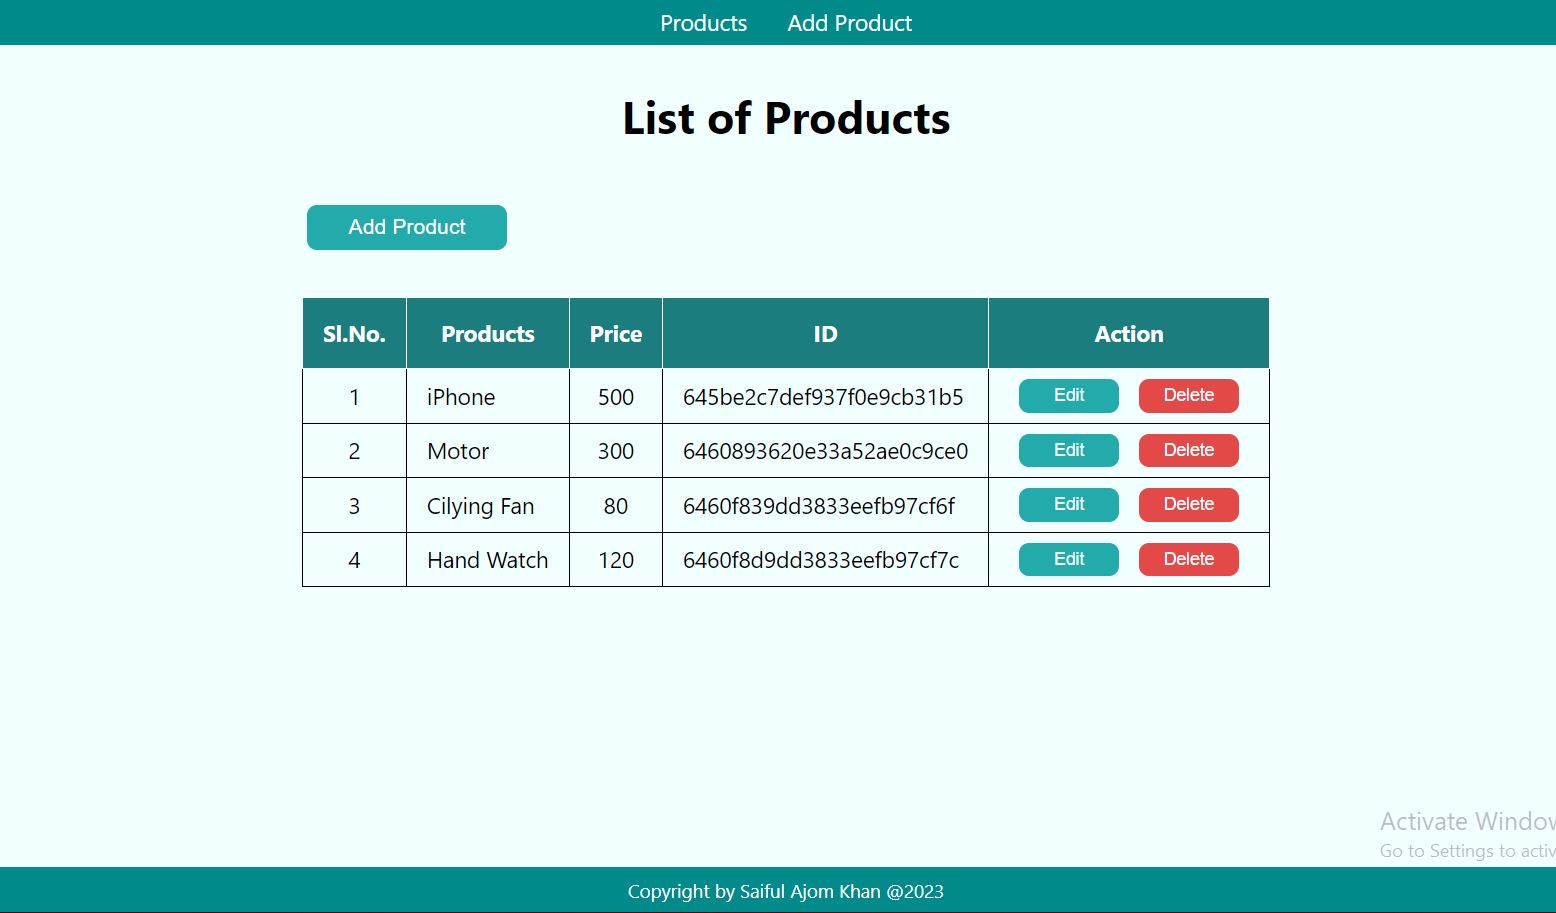 Products Add Product
List of Products
Add Product
Sl.No. Products Price ID Action
1 iPhone 500 645be2c7def937f0e9cb31b5 Edit Delete
2 Motor 300 6460893620e33a52ae0c9ce0 Edit Delete
3 Cilying Fan 80 6460f839dd3833eefb97cf6f Edit Delete
4 Hand Watch 120 6460f8d9dd3833eefb97cf7c Edit Delete
Activate Window
Go to Settings to activ
Copyright by Saiful Ajom Khan @2023